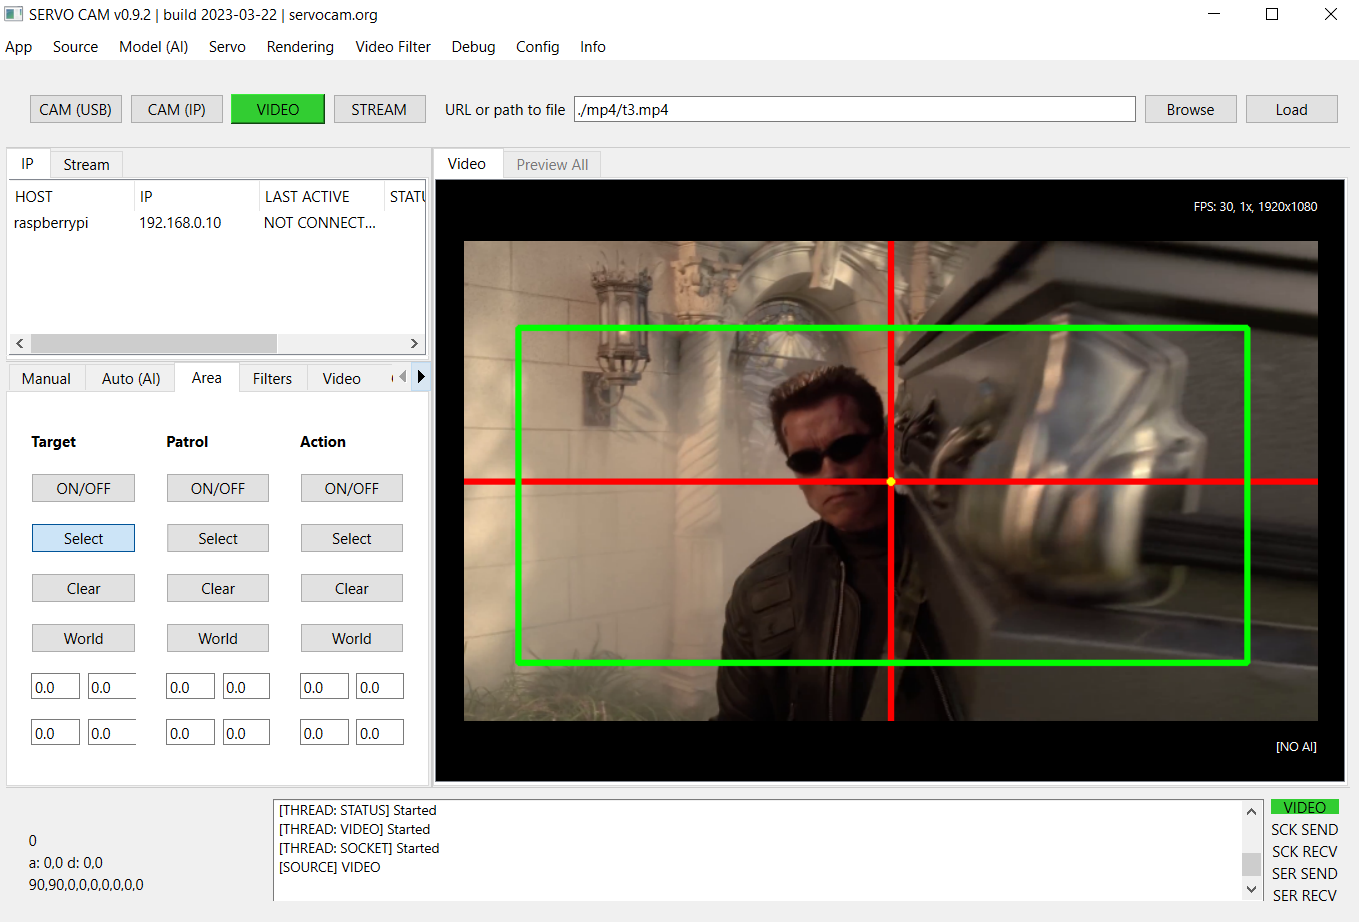 SERVO CAM v0.9.2 | build 2023-03-22 | servocam.org
App Source Model (AI) Servo Rendering Video Filter Debug Config Info
CAM (USB) CAM (IP) VIDEO STREAM URL or path to file ./mp4/t3.mp4 Browse Load
IP Stream
HOST IP LAST ACTIVE STATU
raspberrypi 192.168.0.10 NOT CONNECT...
Manual Auto (AI) Area Filters Video
Target Patrol Action
ON/OFF ON/OFF ON/OFF
Select Select Select
Clear Clear Clear
World World World
0.0 0.0 0.0 0.0 0.0 0.0
0.0 0.0 0.0 0.0 0.0 0.0
Video Preview All
FPS: 30, 1x, 1920x1080
[NO AI]
0
a: 0,0 d: 0,0
90,90,0,0,0,0,0,0,0
[THREAD: STATUS] Started
[THREAD: VIDEO] Started
[THREAD: SOCKET] Started
[SOURCE] VIDEO
VIDEO
SCK SEND
SCK RECV
SER SEND
SER RECV